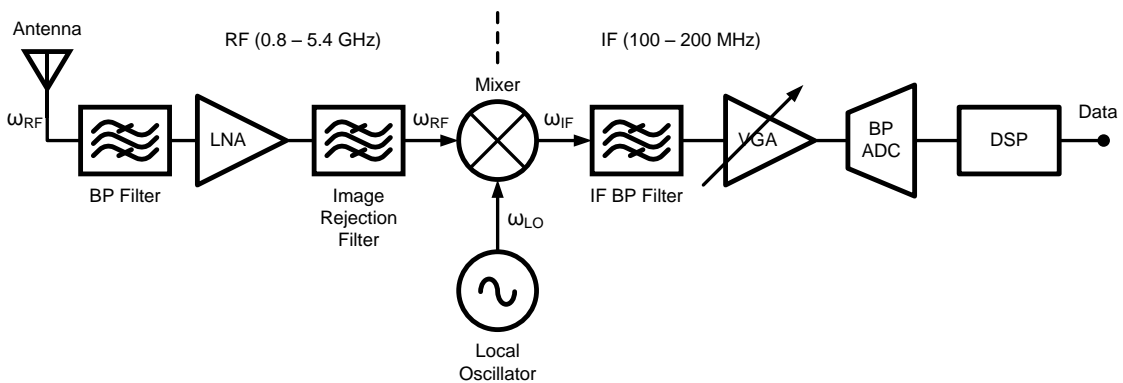 Antenna
RF (0.8 – 5.4 GHz)
IF (100 – 200 MHz)
Mixer
Data
ωRF
LNA
ωRF
ωIF
VGA
BP
ADC
DSP
BP Filter
Image
Rejection
Filter
IF BP Filter
ωLO
Local
Oscillator